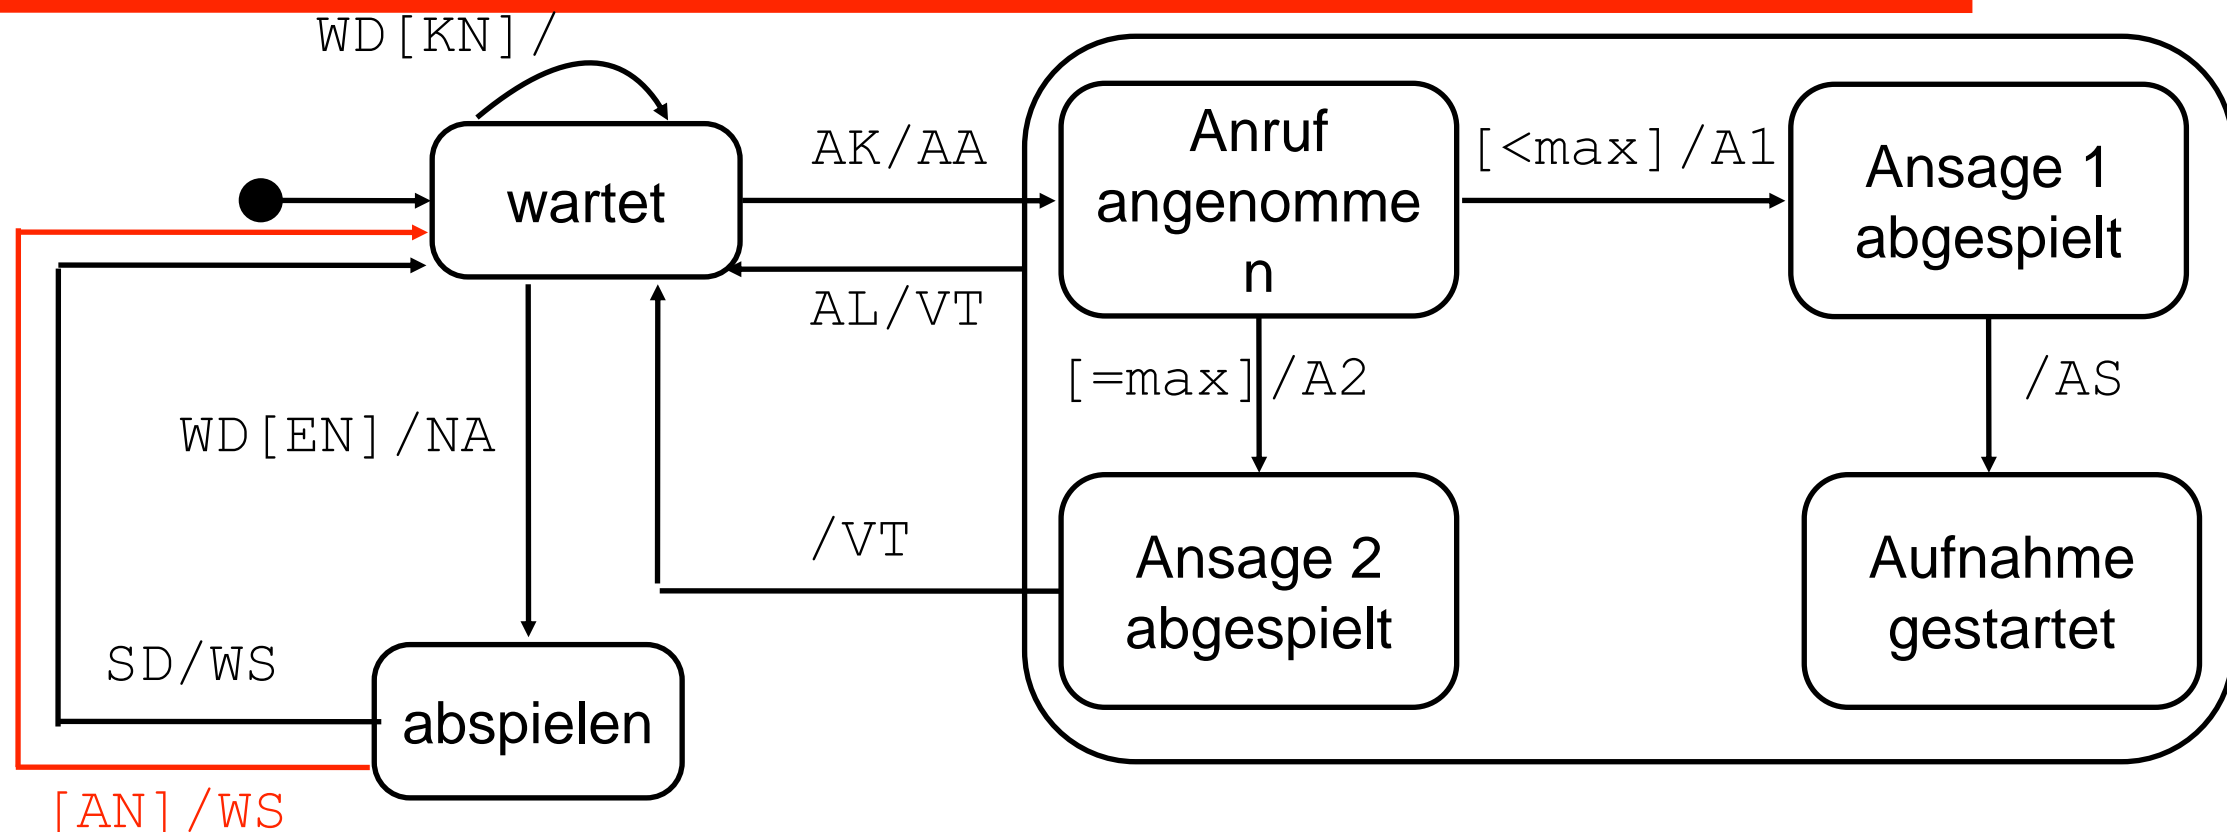 WD[KN]/
wartet
AK/AA
AL/VT
Anruf
angenomme
n
[<max]/A1
Ansage 1
abgespielt
[=max]/A2
/AS
WD[EN]/NA
/VT
Ansage 2
abgespielt
Aufnahme
gestartet
SD/WS
abspielen
[AN]/WS